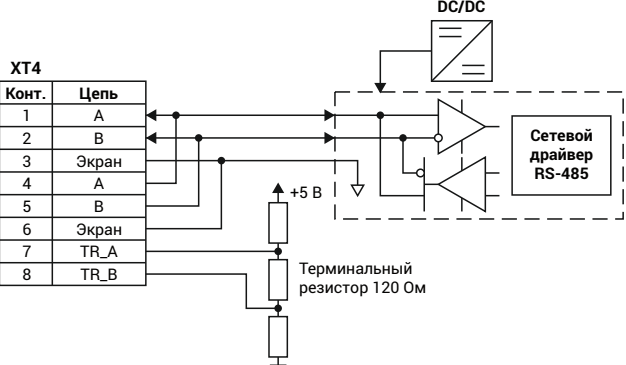 DC/DC
XT4
Конт. Цепь
1 A
2 B
3 Экран
4 A
5 B
6 Экран
7 TR_A
8 TR_B
+5 В
Терминальный
резистор 120 Ом
Сетевой
драйвер
RS-485